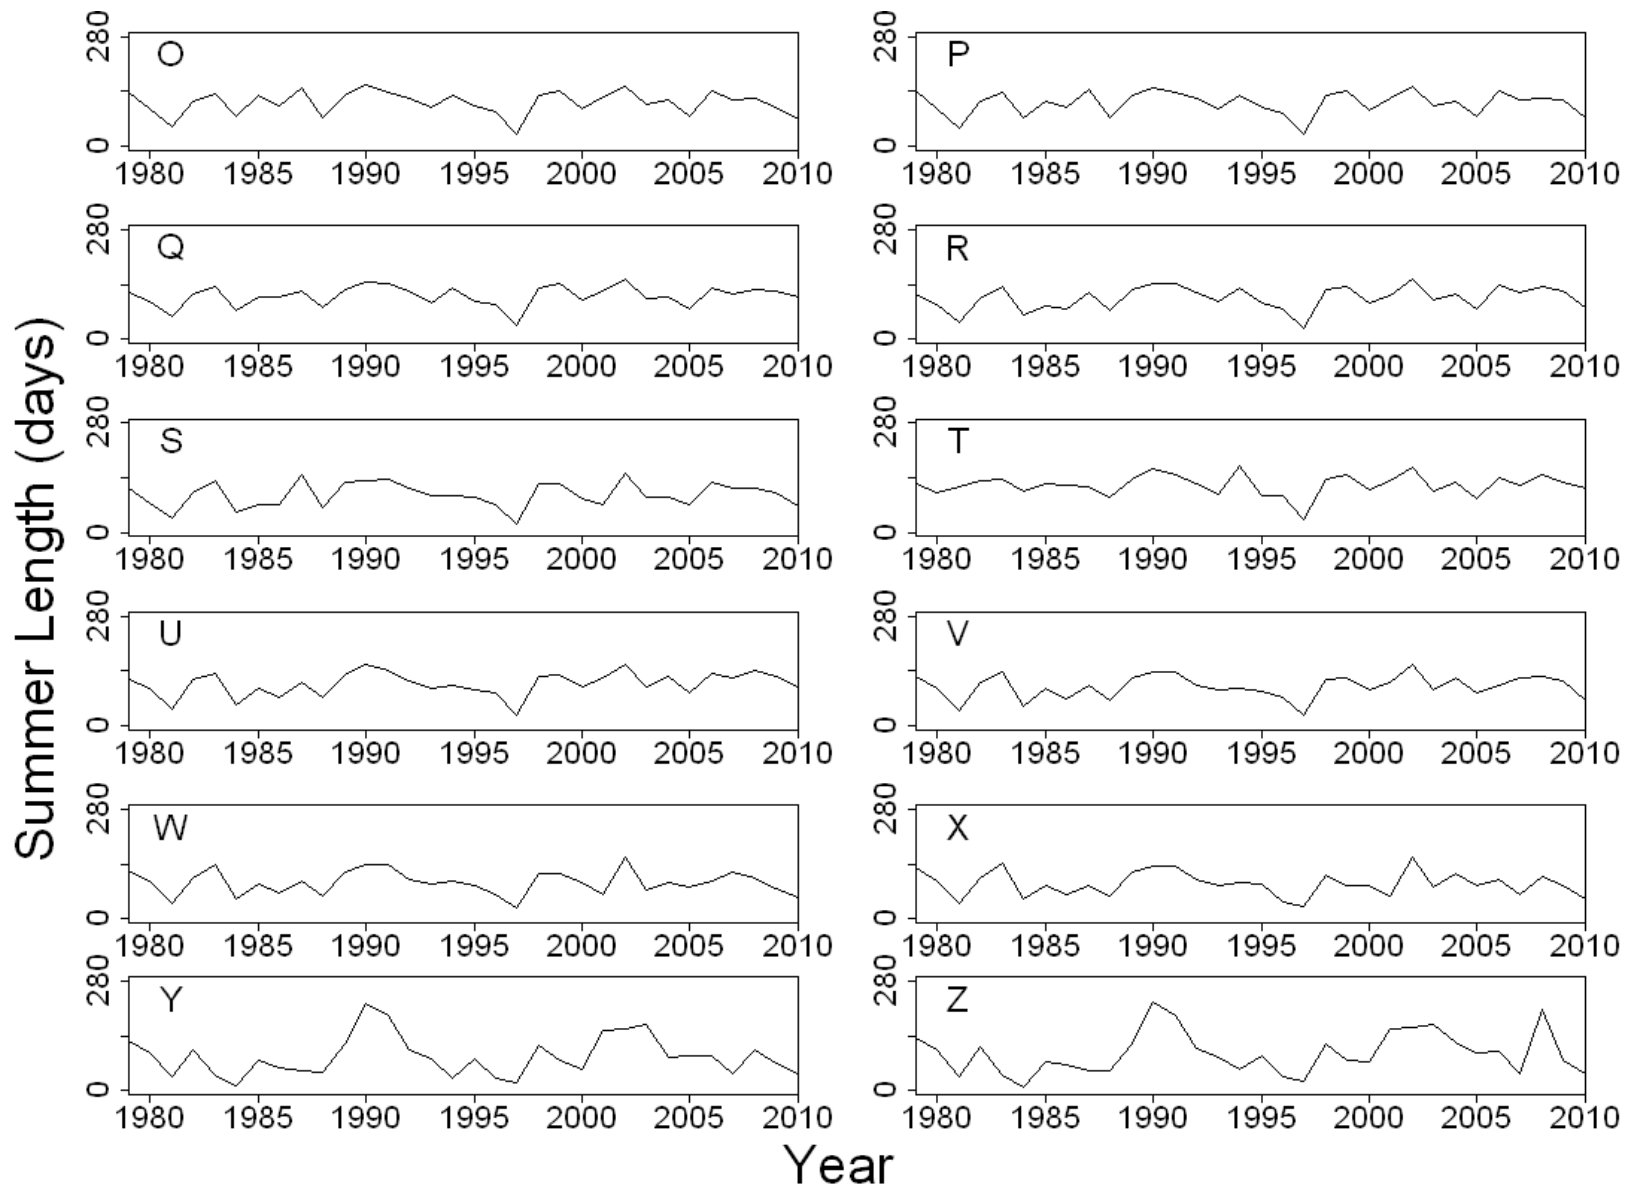 280 O 280 P
0 0
1980 1985 1990 1995 2000 2005 2010 1980 1985 1990 1995 2000 2005 2010
280 Q 280 R
0 0
1980 1985 1990 1995 2000 2005 2010 1980 1985 1990 1995 2000 2005 2010
280 S 280 T
0 0
1980 1985 1990 1995 2000 2005 2010 1980 1985 1990 1995 2000 2005 2010
Summer Length (days)
280 U 280 V
0 0
1980 1985 1990 1995 2000 2005 2010 1980 1985 1990 1995 2000 2005 2010
280 W 280 X
0 0
1980 1985 1990 1995 2000 2005 2010 1980 1985 1990 1995 2000 2005 2010
280 Y 280 Z
0 0
1980 1985 1990 1995 2000 2005 2010 1980 1985 1990 1995 2000 2005 2010
Year